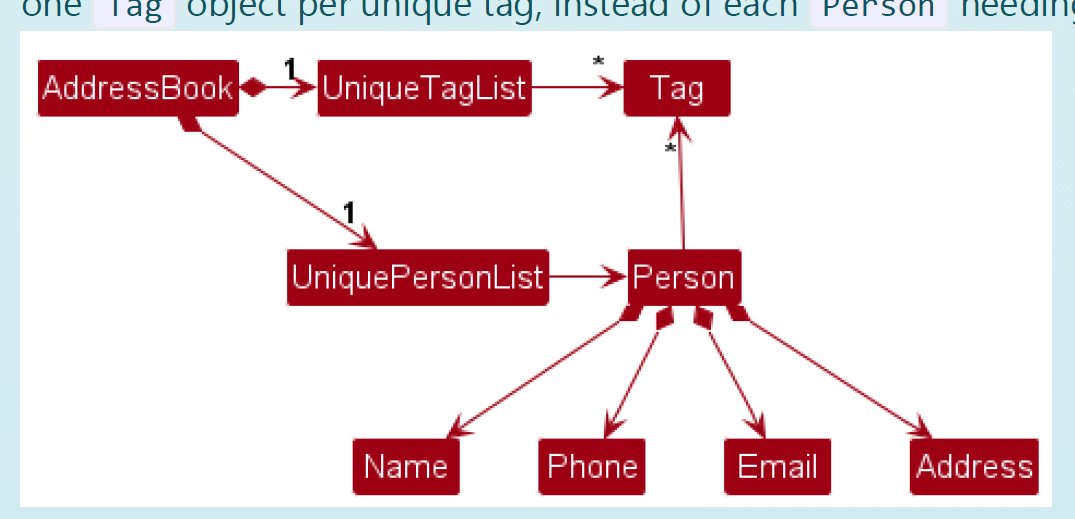 one Tag object per unique tag, instead of each Person needing
AddressBook 1 UniqueTagList * Tag
*
1
UniquePersonList Person
Name Phone Email Address